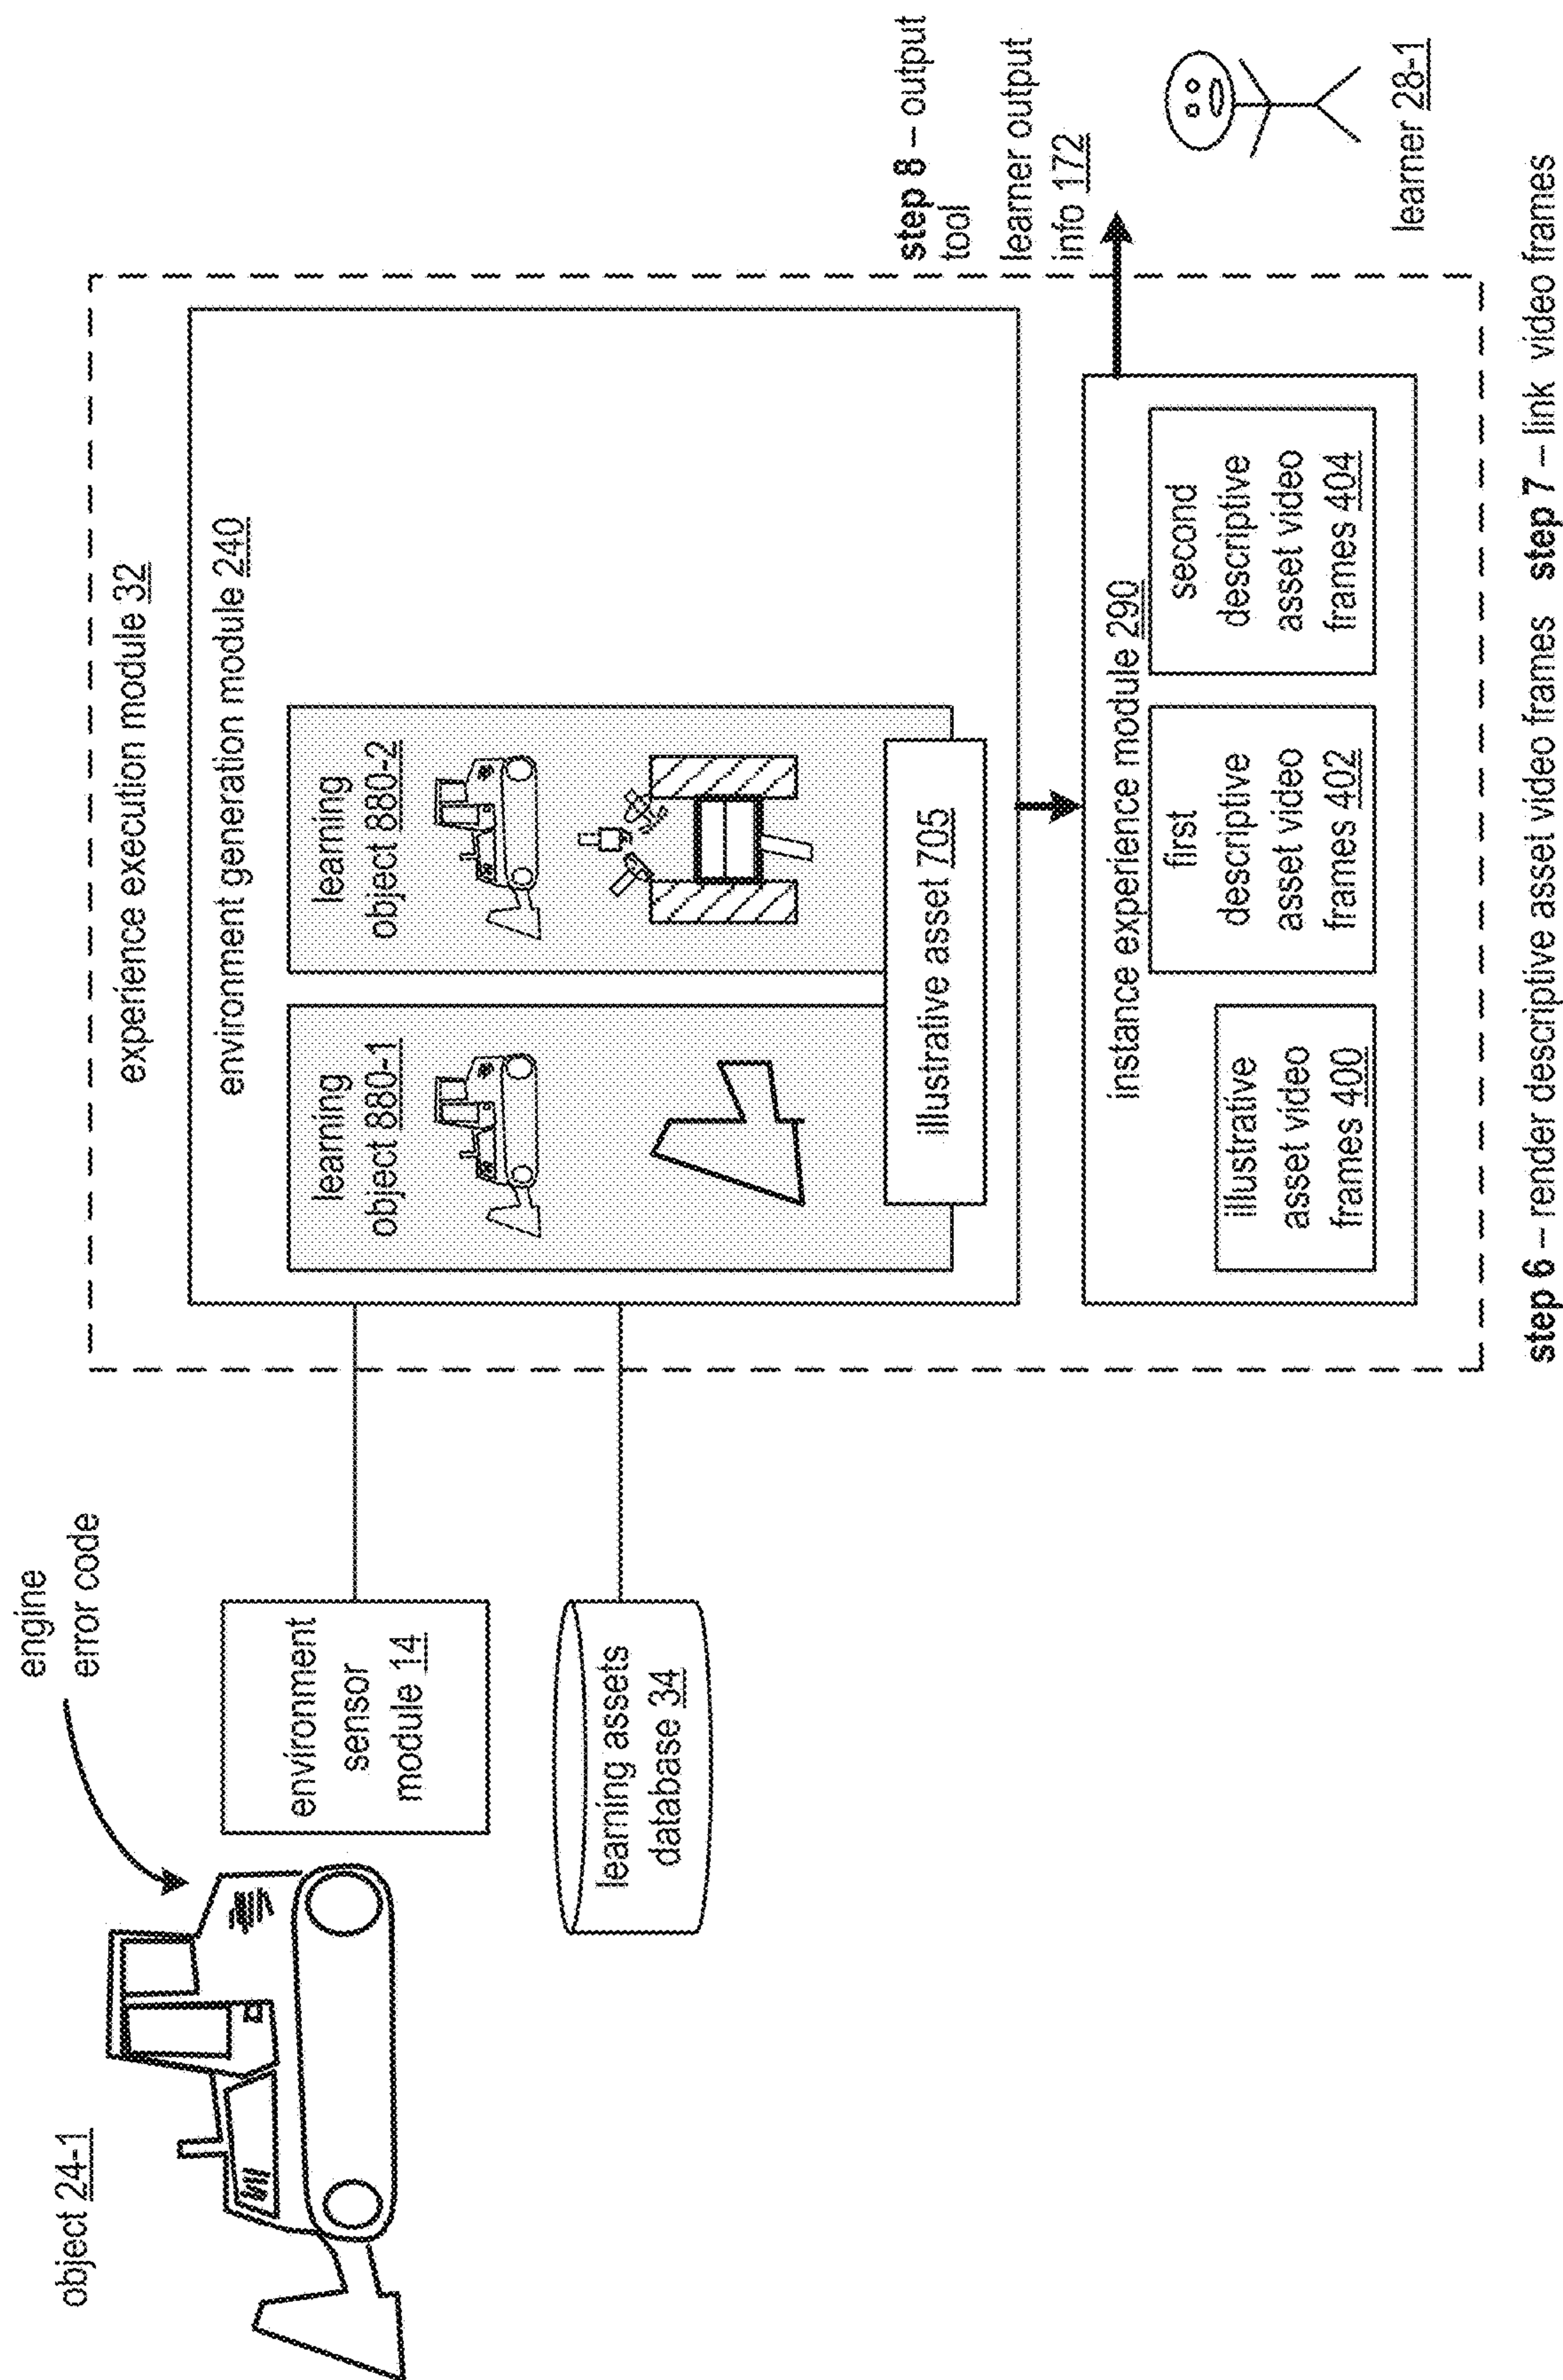 object 24-1
engine
error code
environment
sensor
module 14
learning assets
database 34
experience execution module 32
environment generation module 240
learning
object 880-1
learning
object 880-2
illustrative asset 705
instance experience module 290
illustrative
asset video
frames 400
first
descriptive
asset video
frames 402
second
descriptive
asset video
frames 404
step 8 – output
tool
learner output
info 172
learner 28-1
step 6 – render descriptive asset video frames step 7 – link video frames